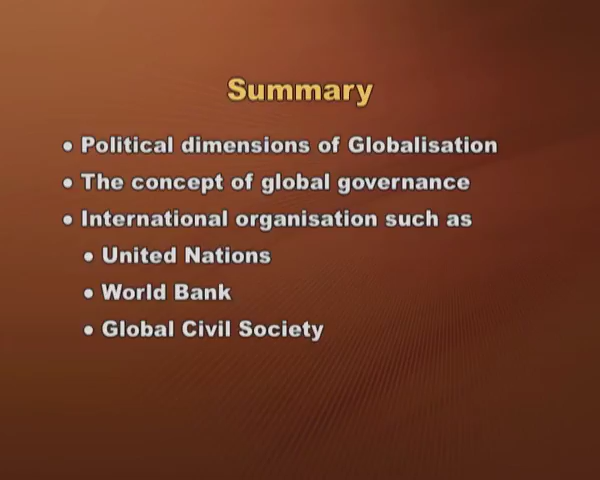 Summary
• Political dimensions of Globalisation
• The concept of global governance
• International organisation such as
• United Nations
• World Bank
• Global Civil Society